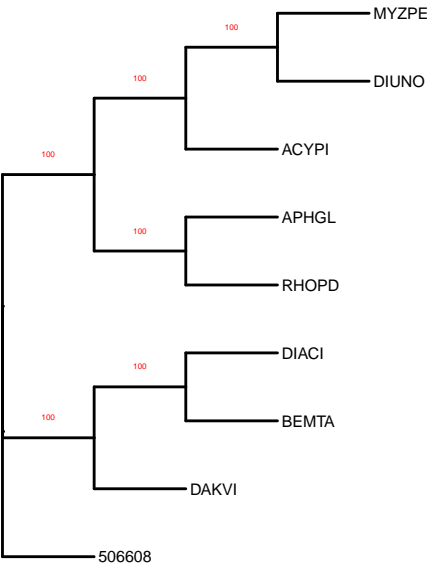 MYZPE
100
DIUNO
100
ACYPI
100
APHGL
100
RHOPD
DIACI
100
BEMTA
100
DAKVI
506608